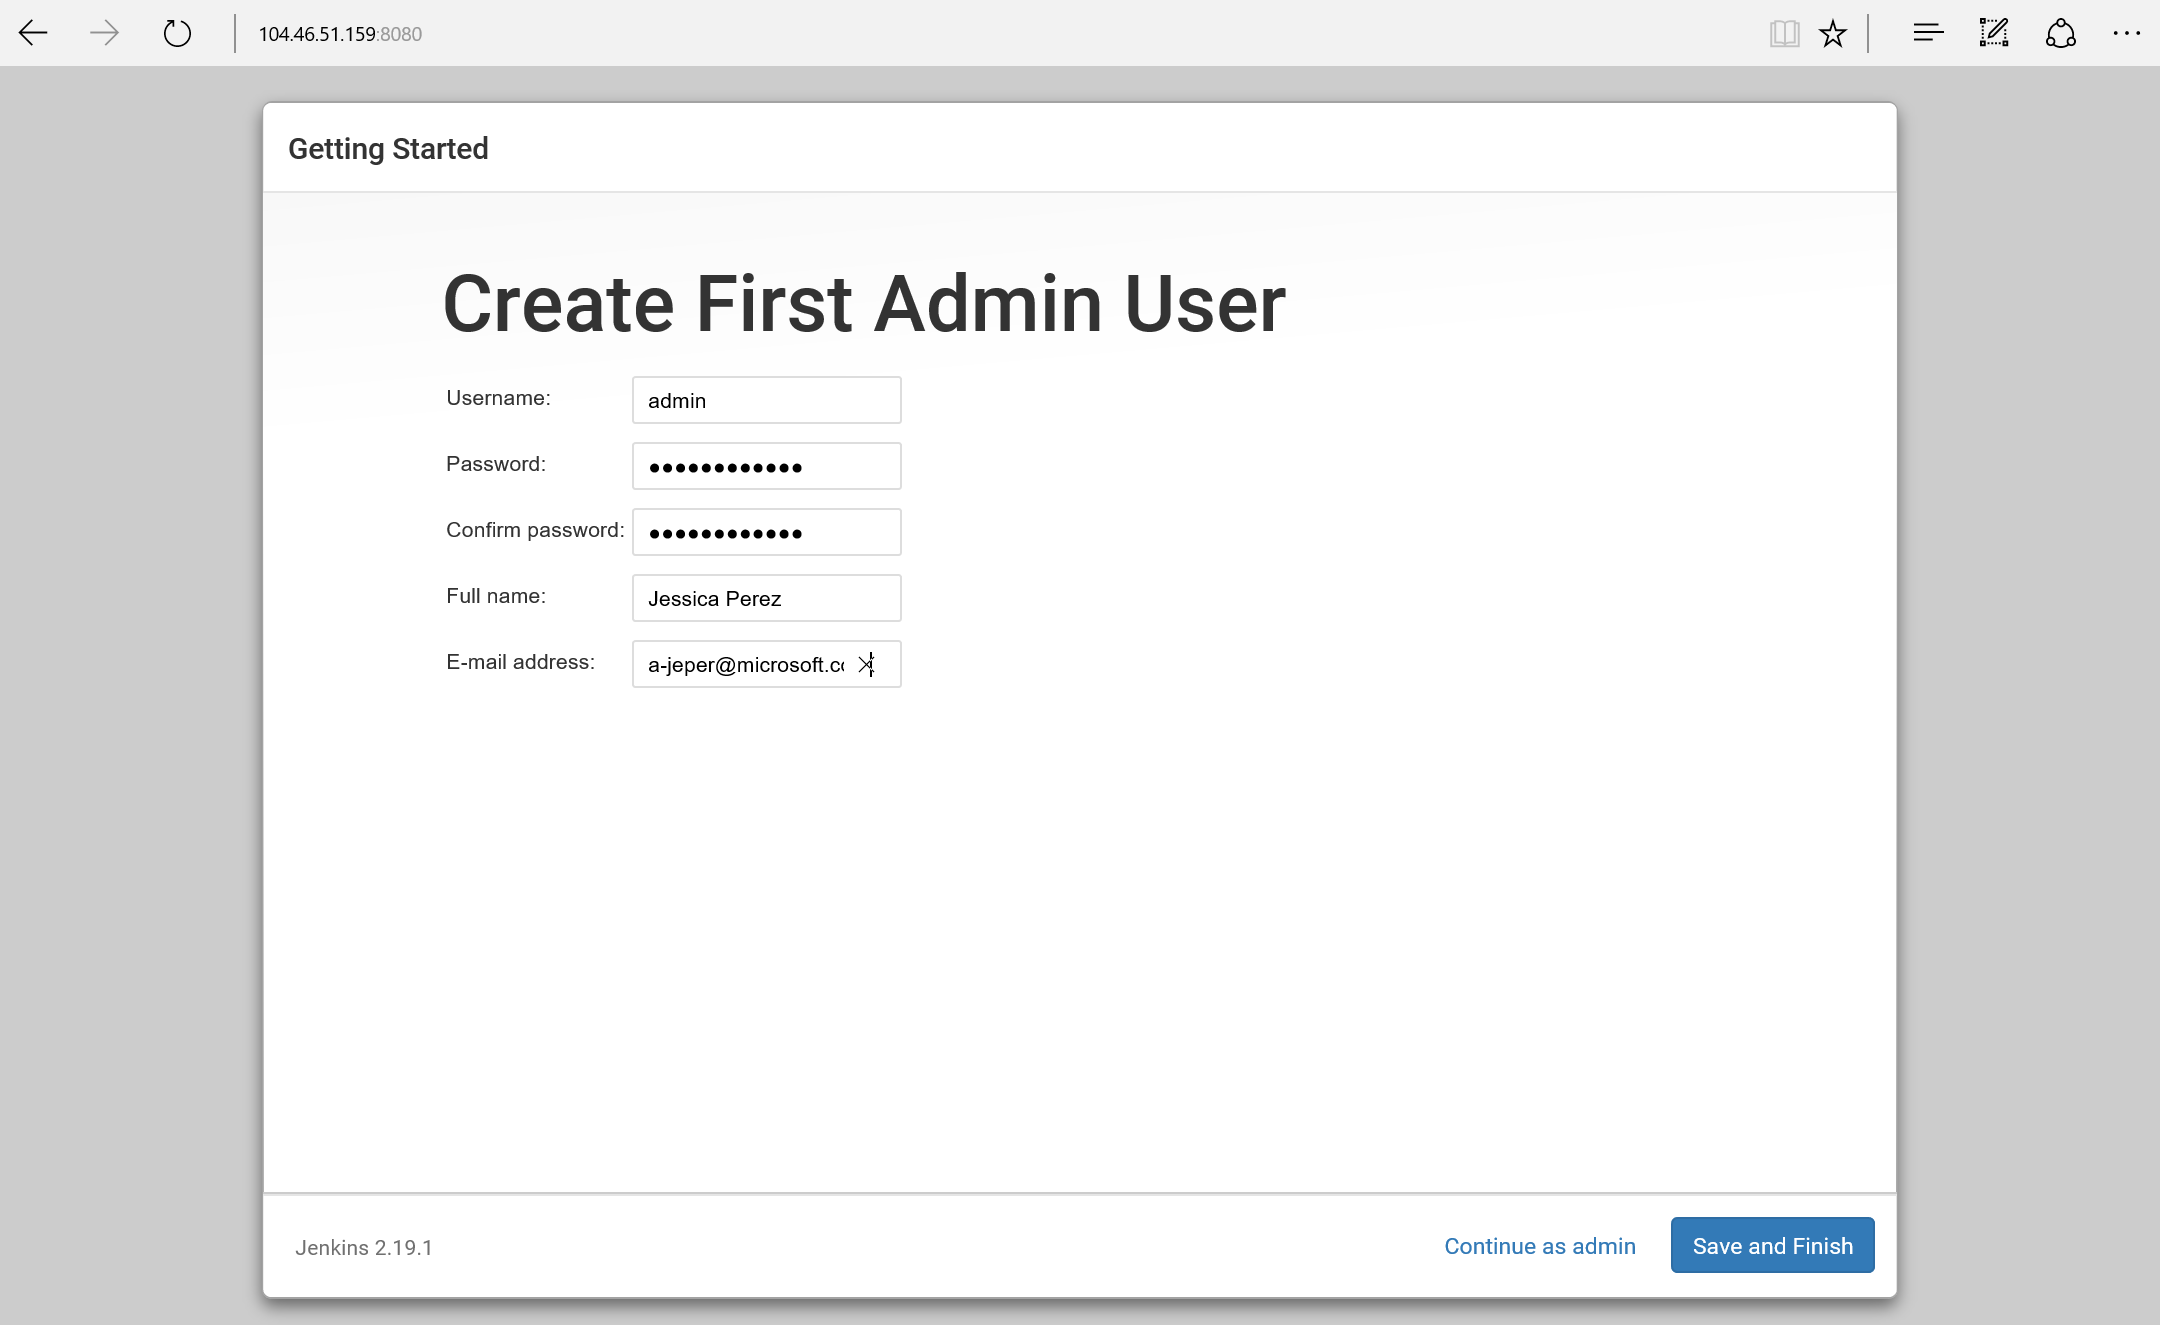 104.46.51.159:8080
Getting Started
Create First Admin User
Username: admin
Password: ●●●●●●●●●●●●
Confirm password: ●●●●●●●●●●●●
Full name: Jessica Perez
E-mail address: a-jeper@microsoft.co
Jenkins 2.19.1 Continue as admin Save and Finish